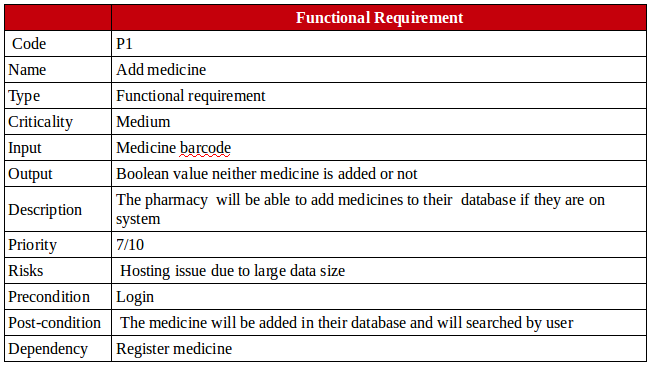 Functional Requirement
Code P1
Name Add medicine
Type Functional requirement
Criticality Medium
Input Medicine barcode
Output Boolean value neither medicine is added or not
Description The pharmacy will be able to add medicines to their database if they are on
system
Priority 7/10
Risks Hosting issue due to large data size
Precondition Login
Post-condition The medicine will be added in their database and will searched by user
Dependency Register medicine